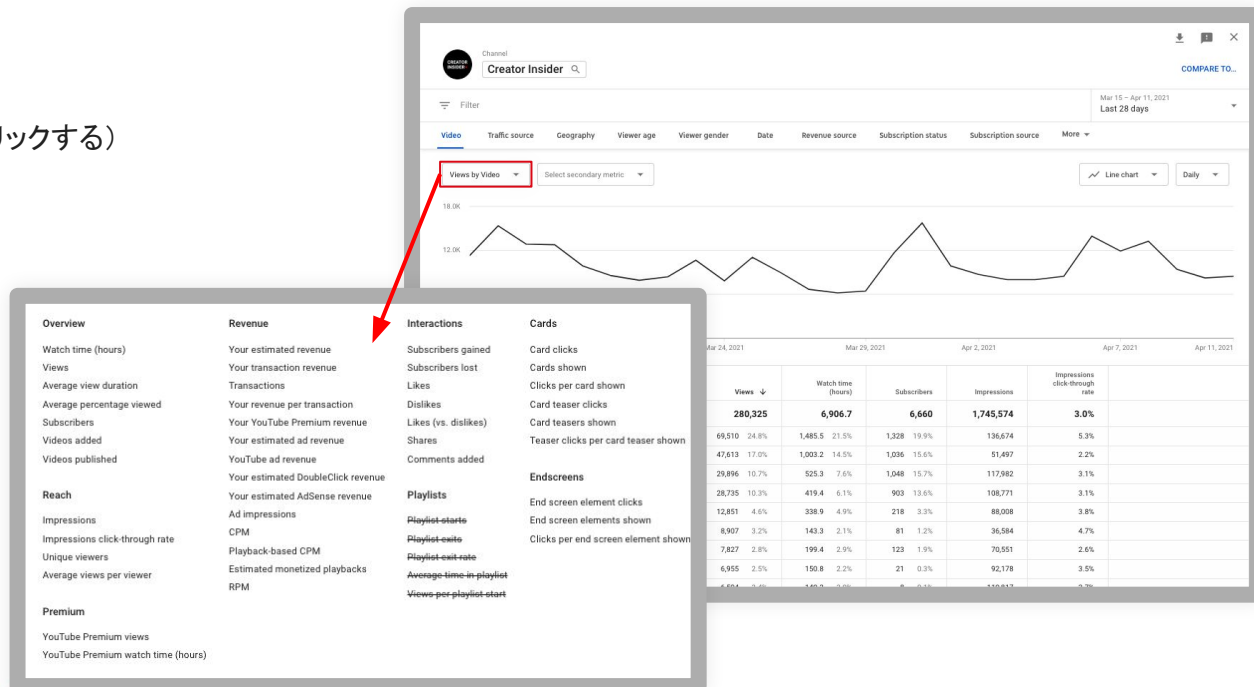 リックする）
Channel
CREATOR
INSIDER
Creator Insider
COMPARE TO...
Filter
Mar 15 – Apr 11, 2021
Last 28 days
Video Traffic source Geography Viewer age Viewer gender Date Revenue source Subscription status Subscription source More
Views by Video Select secondary metric Line chart Daily
18.0K
12.0K
Mar 24, 2021 Mar 29, 2021 Apr 2, 2021 Apr 7, 2021 Apr 11, 2021
Views Watch time (hours) Subscribers Impressions Impressions click-through rate
280,325 6,906.7 6,660 1,745,574 3.0%
69,510 24.8% 1,485.5 21.5% 1,328 19.9% 136,674 5.3%
47,613 17.0% 1,003.2 14.5% 1,036 15.6% 51,497 2.2%
29,896 10.7% 525.3 7.6% 1,048 15.7% 117,982 3.1%
28,735 10.3% 419.4 6.1% 903 13.6% 108,771 3.1%
12,851 4.6% 338.9 4.9% 218 3.3% 88,008 3.8%
8,907 3.2% 143.3 2.1% 81 1.2% 36,584 4.7%
7,827 2.8% 199.4 2.9% 123 1.9% 70,551 2.6%
6,955 2.5% 150.8 2.2% 21 0.3% 92,178 3.5%
Overview
Watch time (hours)
Views
Average view duration
Average percentage viewed
Subscribers
Videos added
Videos published
Reach
Impressions
Impressions click-through rate
Unique viewers
Average views per viewer
Premium
YouTube Premium views
YouTube Premium watch time (hours)
Revenue
Your estimated revenue
Your transaction revenue
Transactions
Your revenue per transaction
Your YouTube Premium revenue
Your estimated ad revenue
YouTube ad revenue
Your estimated DoubleClick revenue
Your estimated AdSense revenue
Ad impressions
CPM
Playback-based CPM
Estimated monetized playbacks
RPM
Interactions
Subscribers gained
Subscribers lost
Likes
Dislikes
Likes (vs. dislikes)
Shares
Comments added
Playlists
Playlist starts
Playlist exits
Playlist exit rate
Average time in playlist
Views per playlist start
Cards
Card clicks
Cards shown
Clicks per card shown
Card teaser clicks
Card teasers shown
Teaser clicks per card teaser shown
Endscreens
End screen element clicks
End screen elements shown
Clicks per end screen element shown